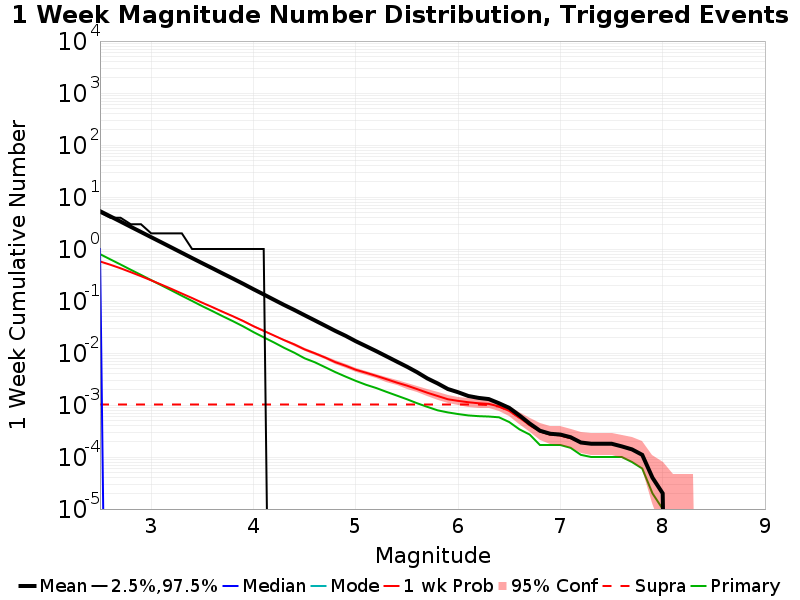 1 Week Magnitude Number Distribution, Triggered Events
1 Week Cumulative Number
10^4
10^3
10^2
10^1
10^0
10^-1
10^-2
10^-3
10^-4
10^-5
3 4 5 6 7 8 9
Magnitude
Mean 2.5%,97.5% Median Mode 1 wk Prob 95% Conf Supra Primary